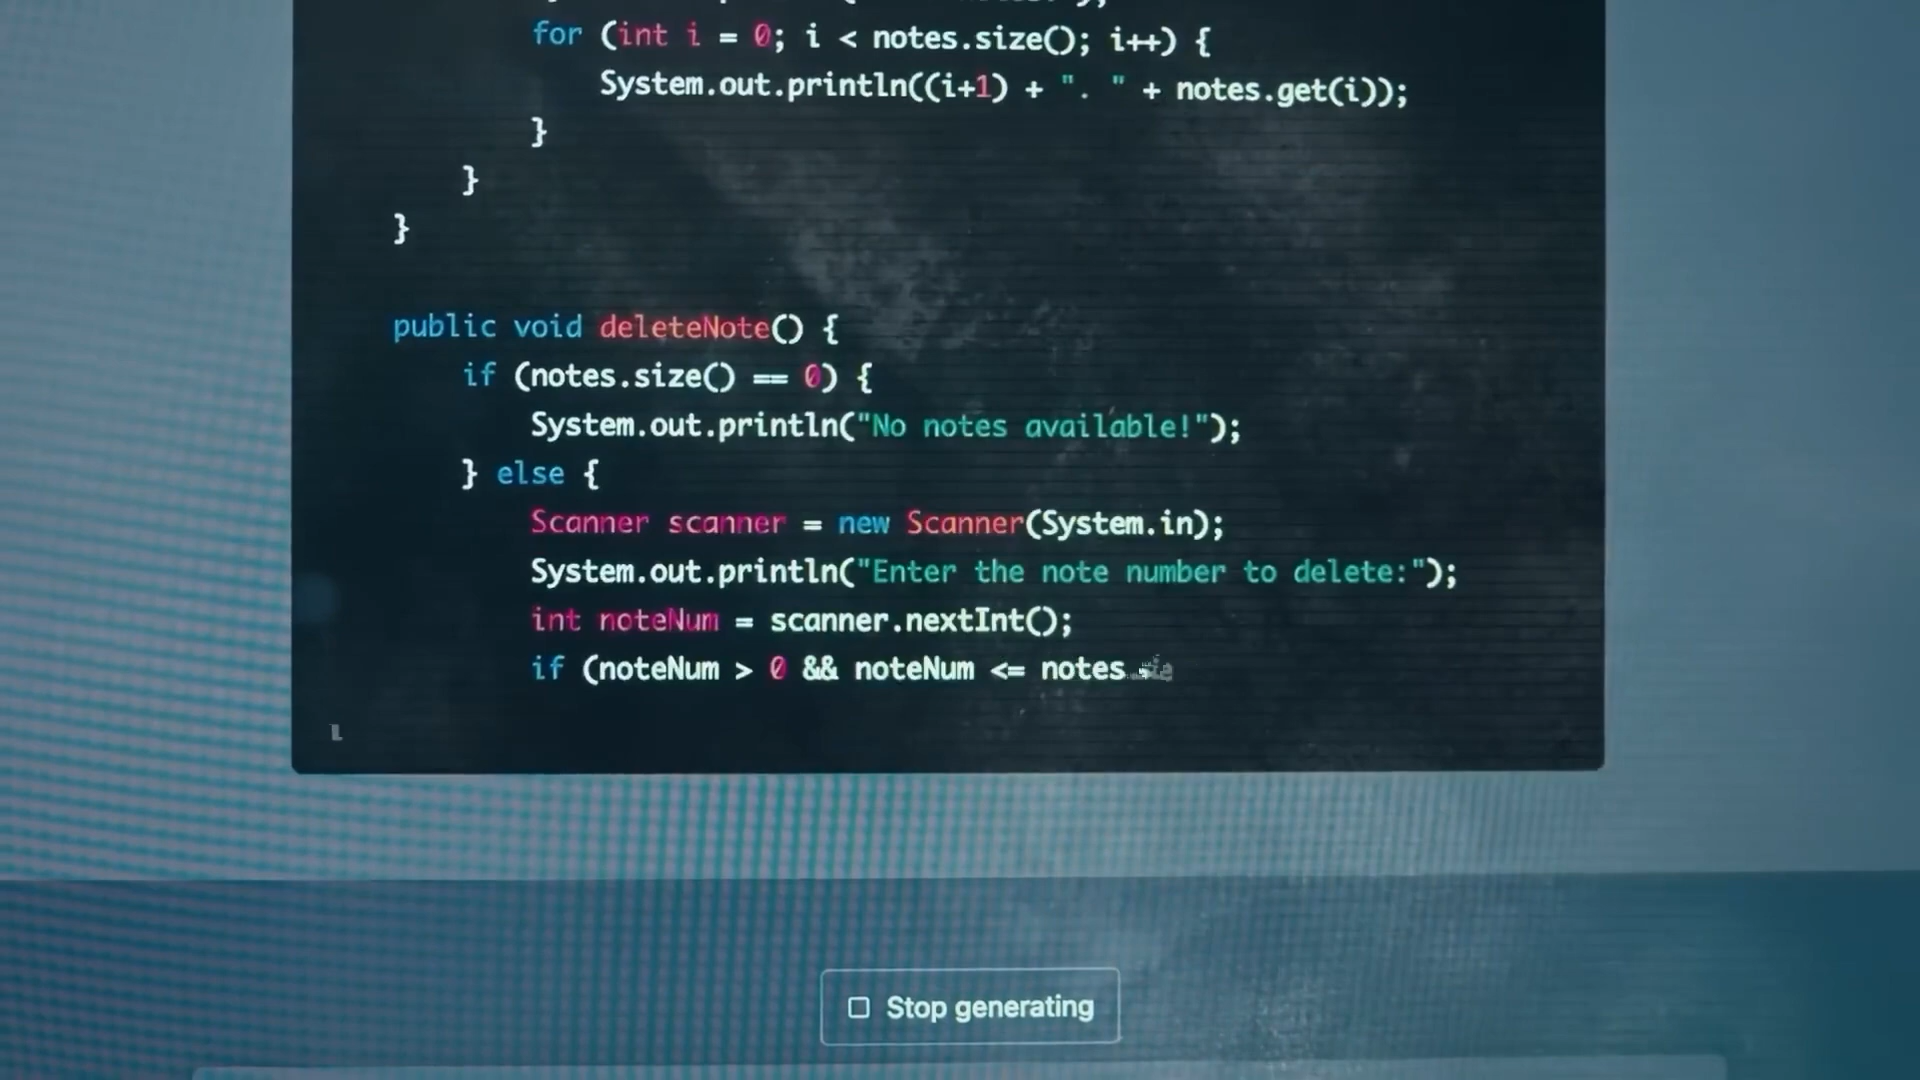 for (int i = 0; i < notes.size(); i++) {
System.out.println((i+1) + ". " + notes.get(i));
}
}
}
public void deleteNote() {
if (notes.size() == 0) {
System.out.println("No notes available!");
} else {
Scanner scanner = new Scanner(System.in);
System.out.println("Enter the note number to delete:");
int noteNum = scanner.nextInt();
if (noteNum > 0 && noteNum <= notes
Stop generating